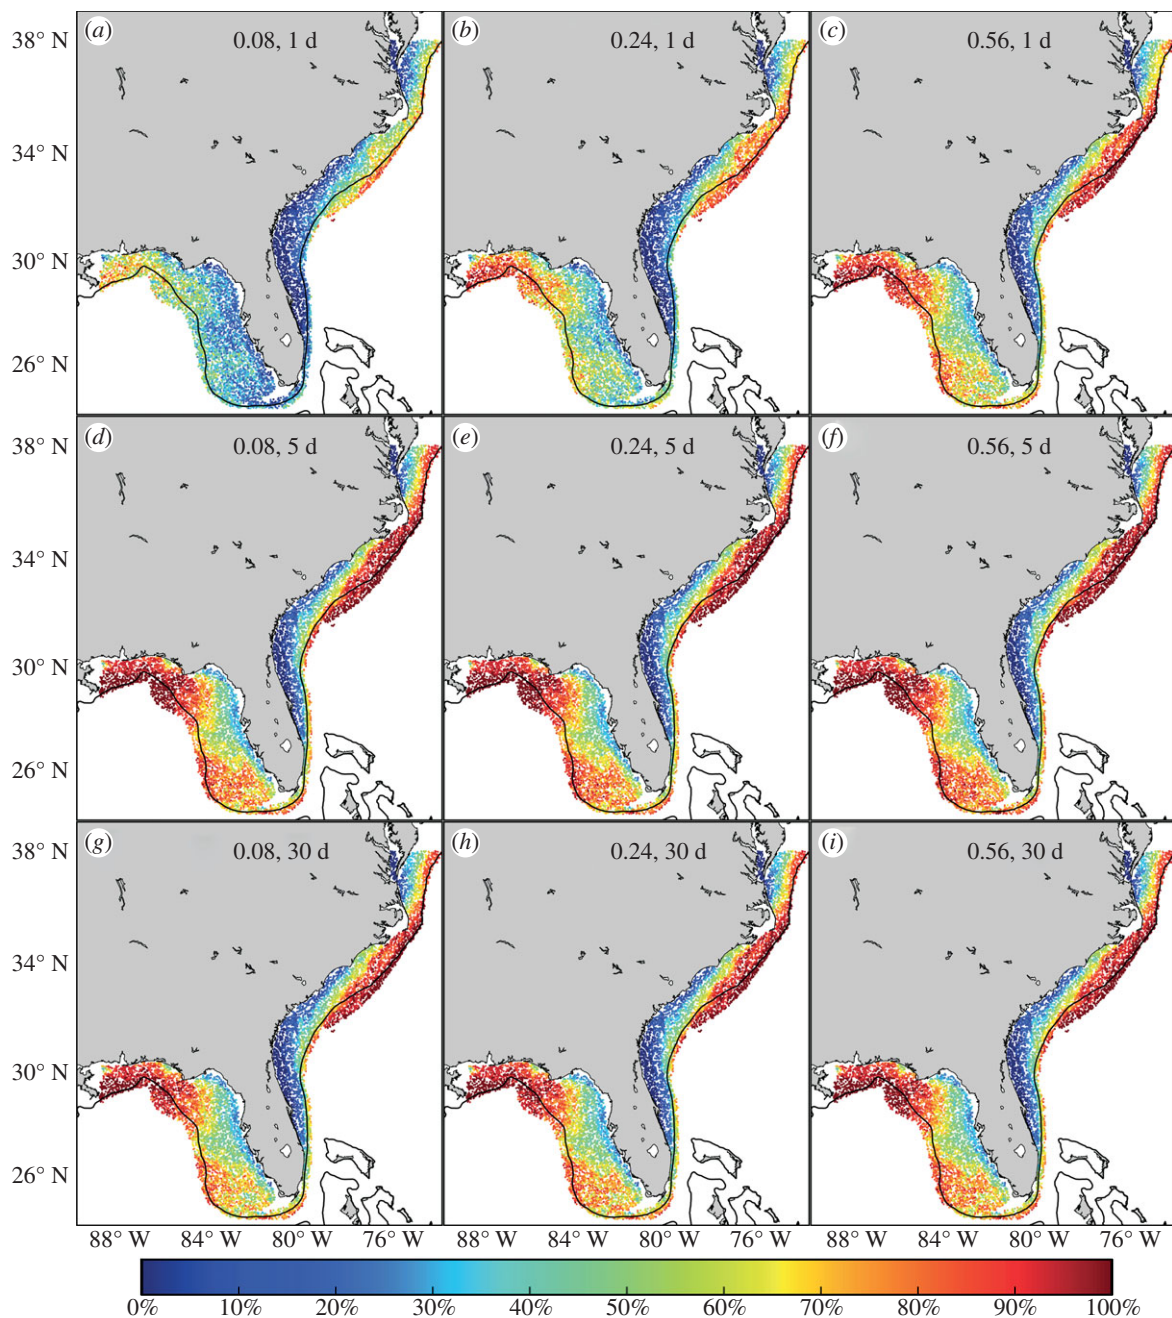 (a) 0.08, 1 d (b) 0.24, 1 d (c) 0.56, 1 d
38° N
34° N
30° N
26° N
(d) 0.08, 5 d (e) 0.24, 5 d (f) 0.56, 5 d
38° N
34° N
30° N
26° N
(g) 0.08, 30 d (h) 0.24, 30 d (i) 0.56, 30 d
38° N
34° N
30° N
26° N
88° W 84° W 80° W 76° W 88° W 84° W 80° W 76° W 88° W 84° W 80° W 76° W
0% 10% 20% 30% 40% 50% 60% 70% 80% 90% 100%